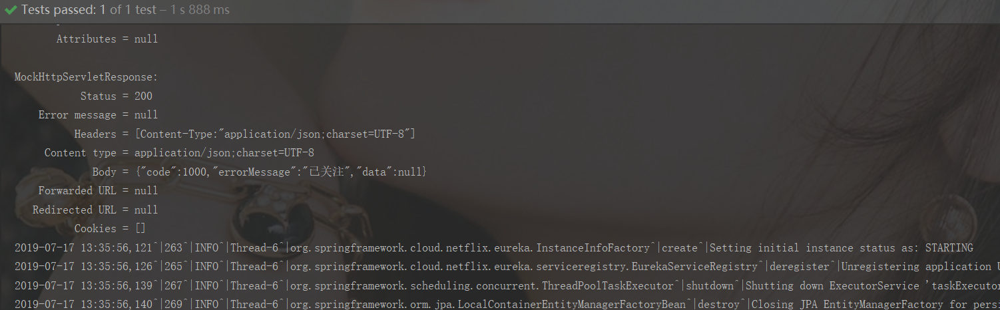 Tests passed: 1 of 1 test – 1 s 888 ms
Attributes = null
MockHttpServletResponse:
Status = 200
Error message = null
Headers = [Content-Type:"application/json;charset=UTF-8"]
Content type = application/json;charset=UTF-8
Body = {"code":1000,"errorMessage":"已关注","data":null}
Forwarded URL = null
Redirected URL = null
Cookies = []
2019-07-17 13:35:56,121^|263^|INFO^|Thread-6^|org.springframework.cloud.netflix.eureka.InstanceInfoFactory^|create^|Setting initial instance status as: STARTING
2019-07-17 13:35:56,126^|265^|INFO^|Thread-6^|org.springframework.cloud.netflix.eureka.serviceregistry.EurekaServiceRegistry^|deregister^|Unregistering application U
2019-07-17 13:35:56,139^|267^|INFO^|Thread-6^|org.springframework.scheduling.concurrent.ThreadPoolTaskExecutor^|shutdown^|Shutting down ExecutorService 'taskExecutor
2019-07-17 13:35:56,140^|269^|INFO^|Thread-6^|org.springframework.orm.jpa.LocalContainerEntityManagerFactoryBean^|destroy^|Closing JPA EntityManagerFactory for persi